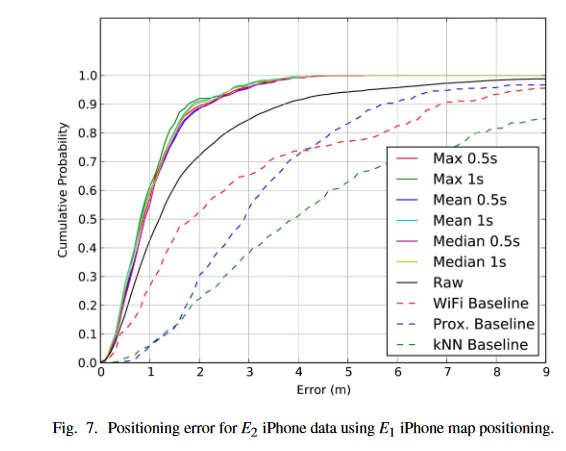 1.0
0.9
0.8
0.7
0.6
0.5
0.4
0.3
0.2
0.1
0.0
Cumulative Probability
Max 0.5s
Max 1s
Mean 0.5s
Mean 1s
Median 0.5s
Median 1s
Raw
WiFi Baseline
Prox. Baseline
kNN Baseline
0 1 2 3 4 5 6 7 8 9
Error (m)
Fig. 7. Positioning error for E2 iPhone data using E1 iPhone map positioning.